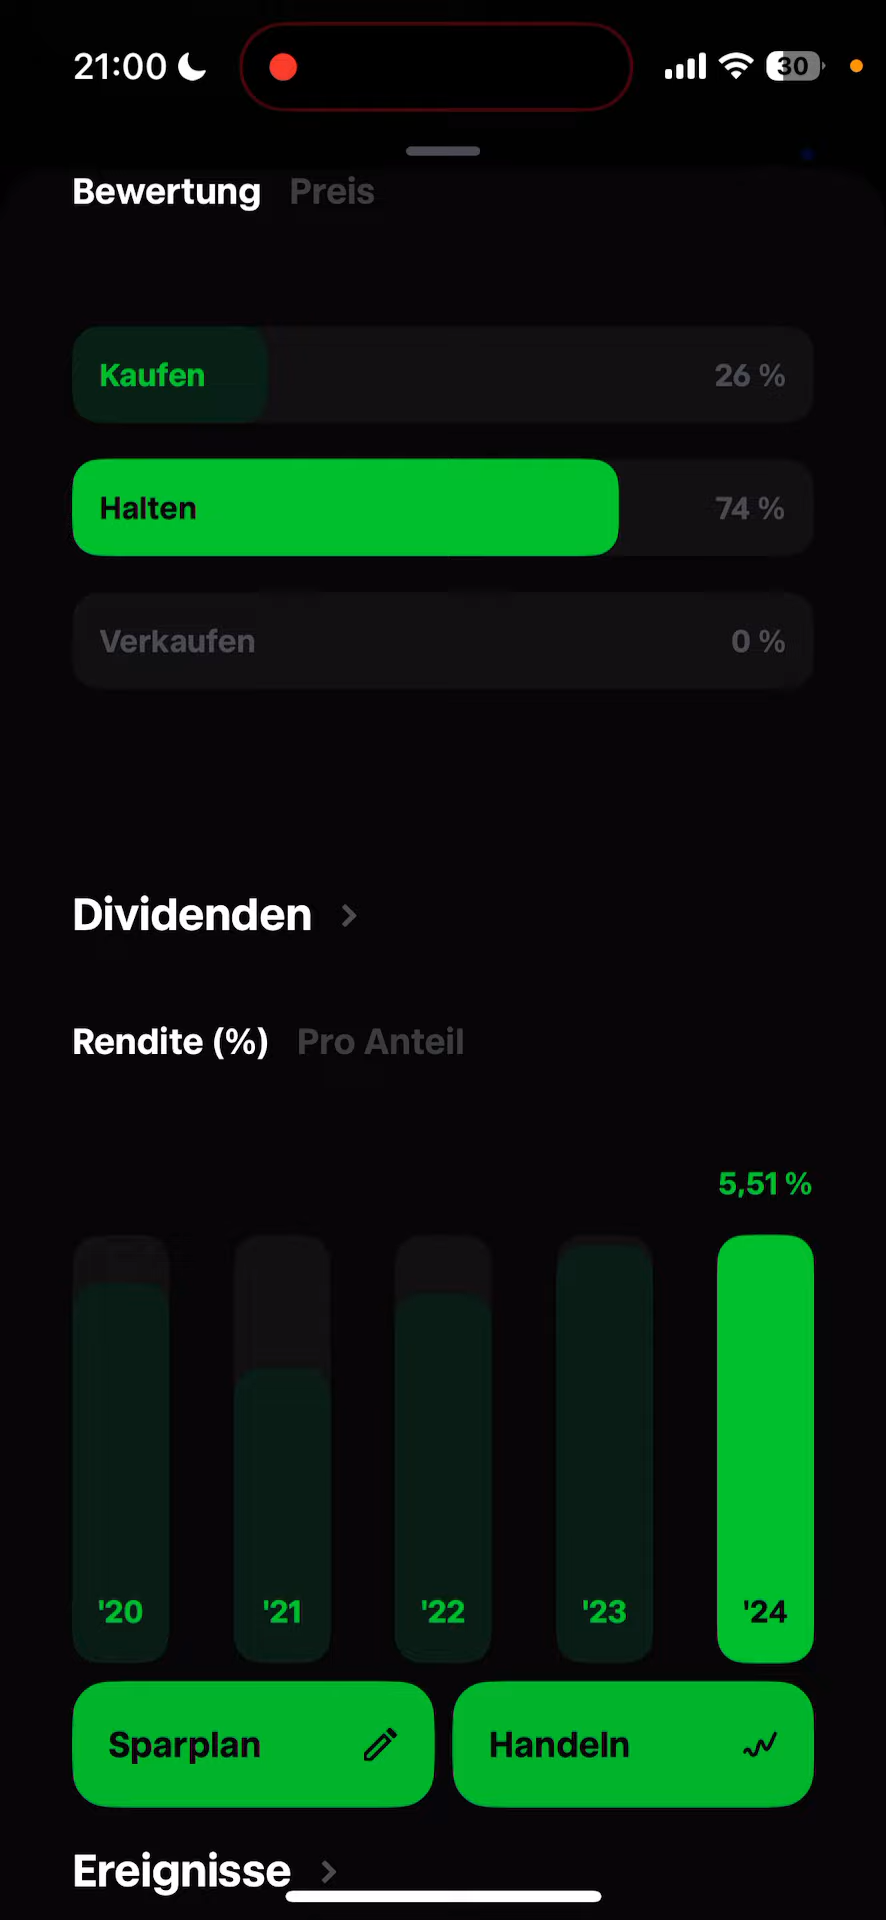 21:00
30
Bewertung Preis
Kaufen 26 %
Halten 74 %
Verkaufen 0 %
Dividenden
Rendite (%) Pro Anteil
5,51 %
'20 '21 '22 '23 '24
Sparplan Handeln
Ereignisse